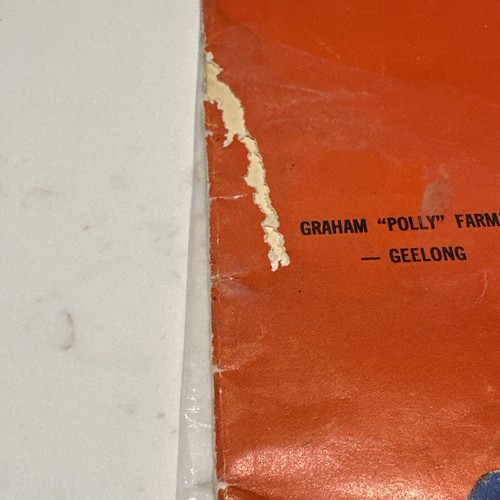 GRAHAM "POLLY" FARM
— GEELONG